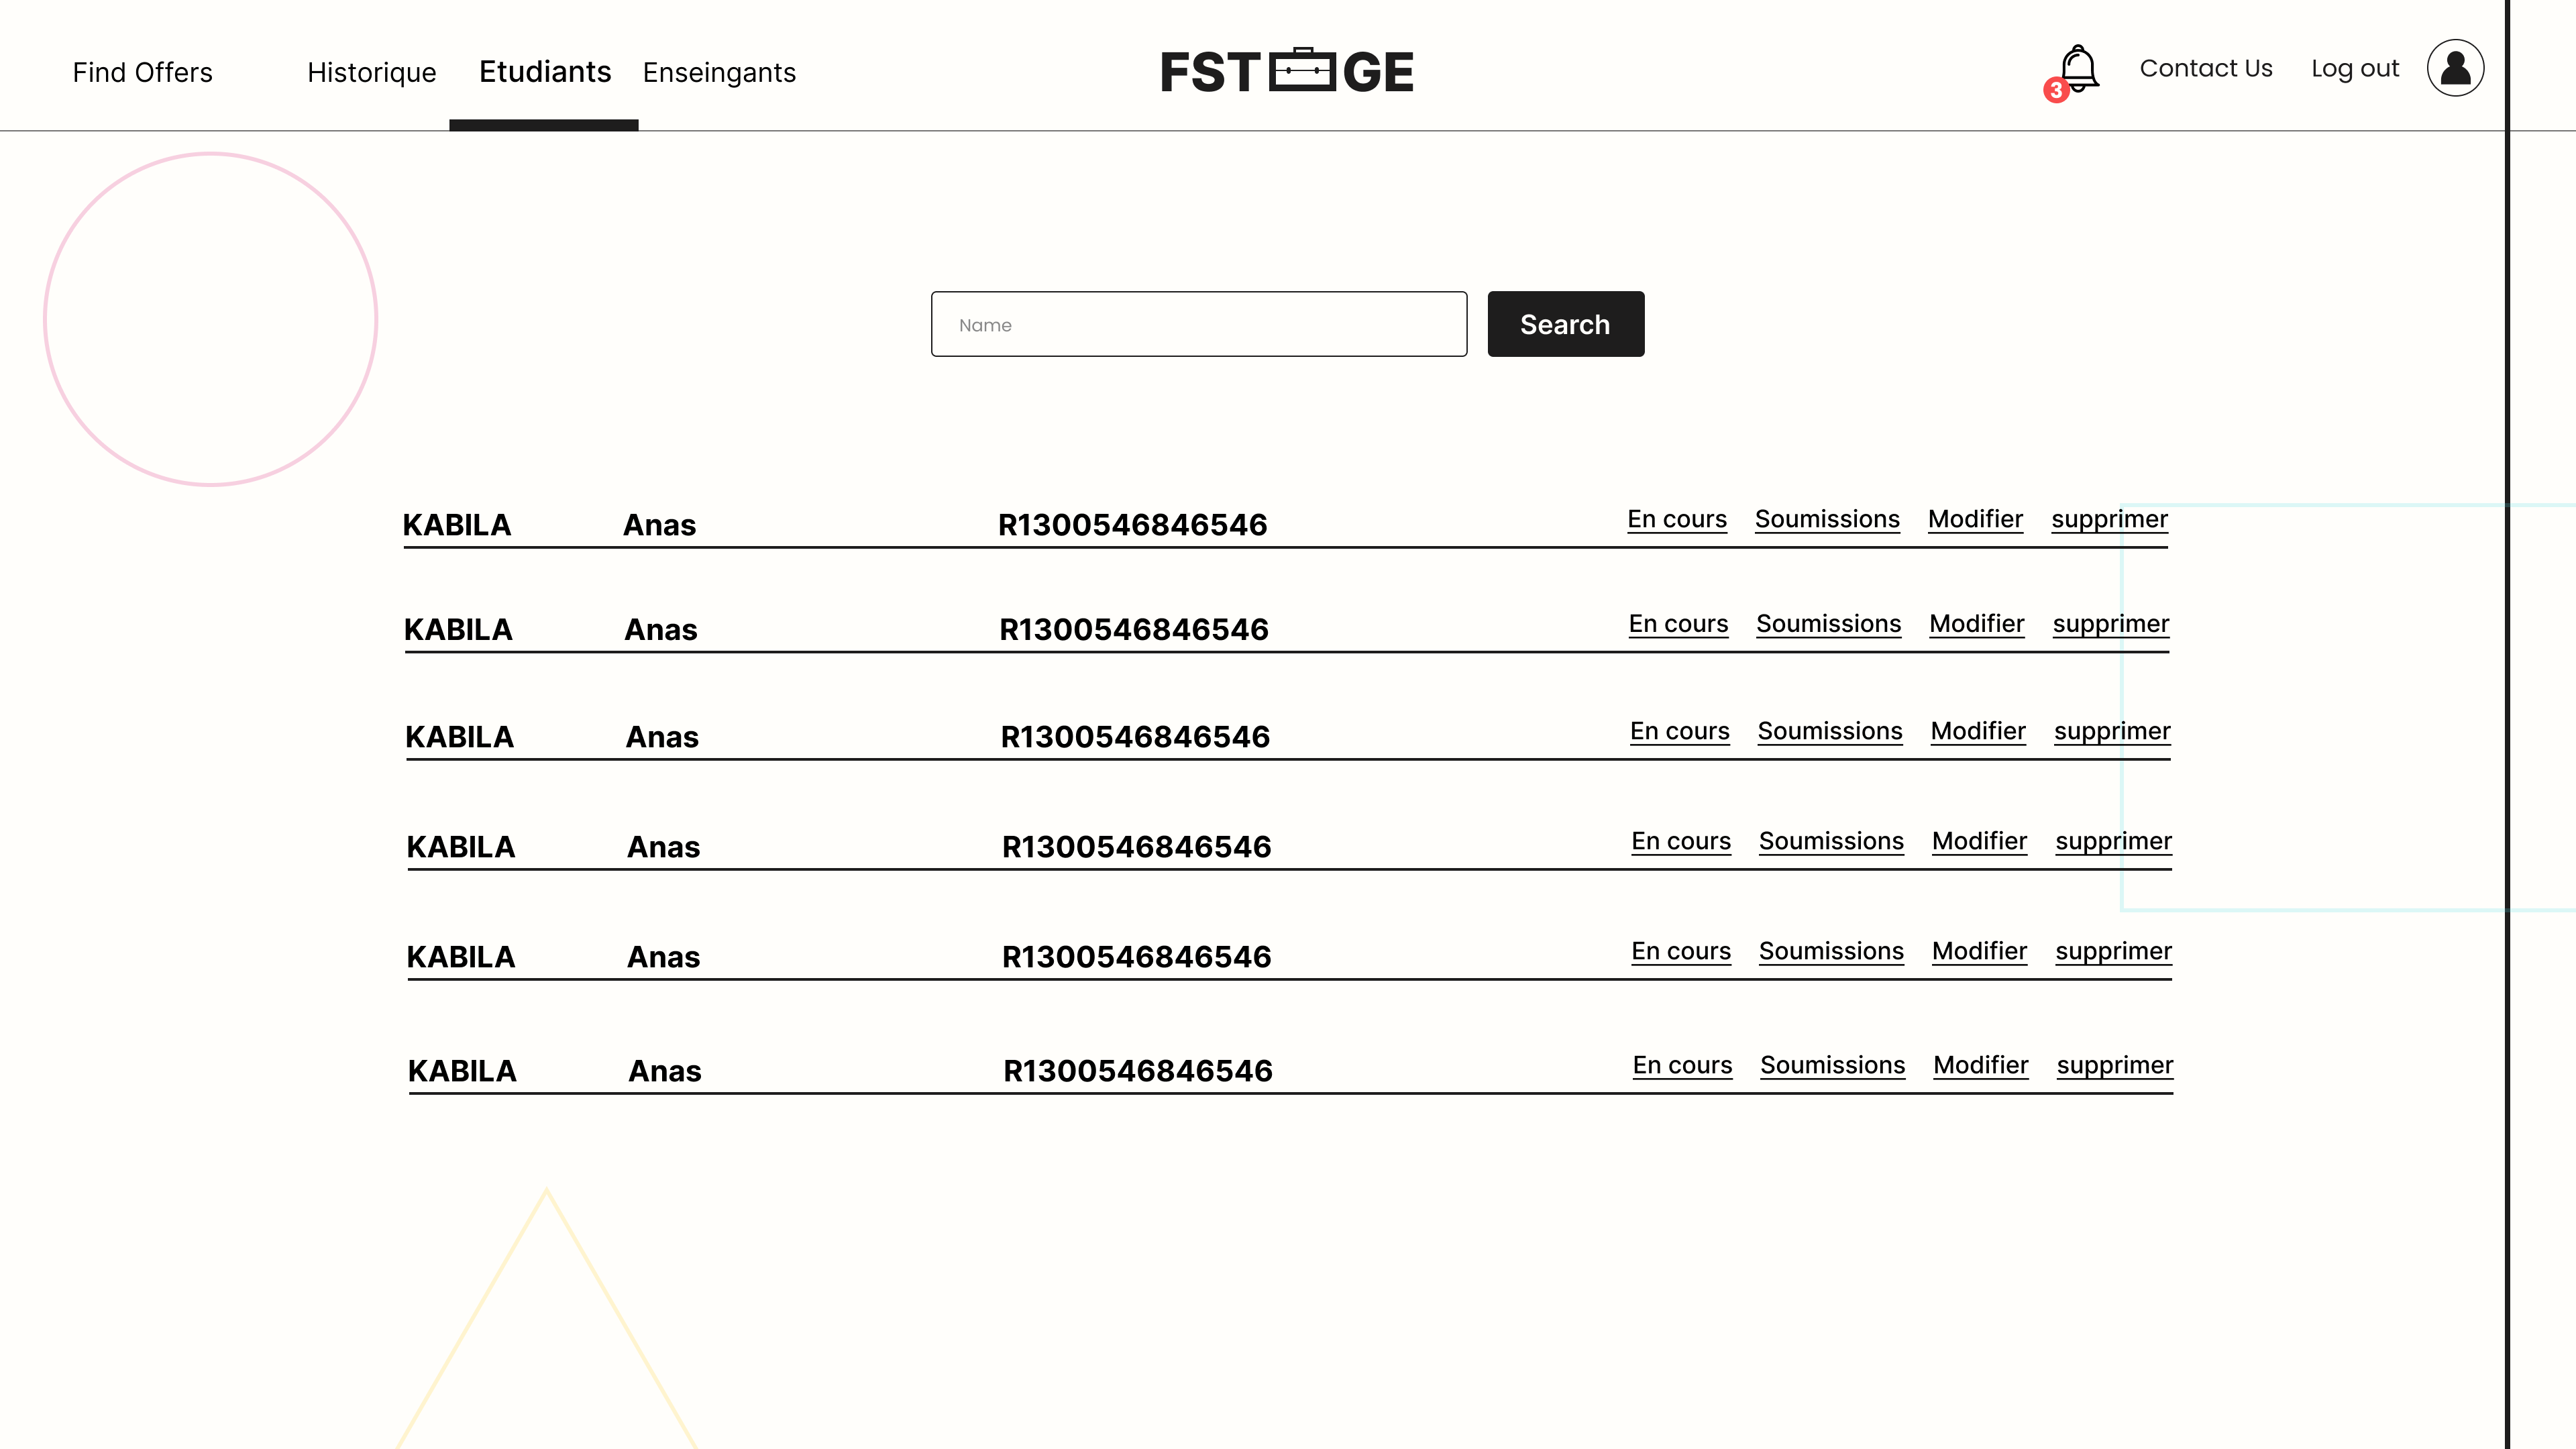 Find Offers Historique Etudiants Enseingants FST GE 3 Contact Us Log out
Name Search
KABILA Anas R1300546846546 En cours Soumissions Modifier supprimer
KABILA Anas R1300546846546 En cours Soumissions Modifier supprimer
KABILA Anas R1300546846546 En cours Soumissions Modifier supprimer
KABILA Anas R1300546846546 En cours Soumissions Modifier supprimer
KABILA Anas R1300546846546 En cours Soumissions Modifier supprimer
KABILA Anas R1300546846546 En cours Soumissions Modifier supprimer